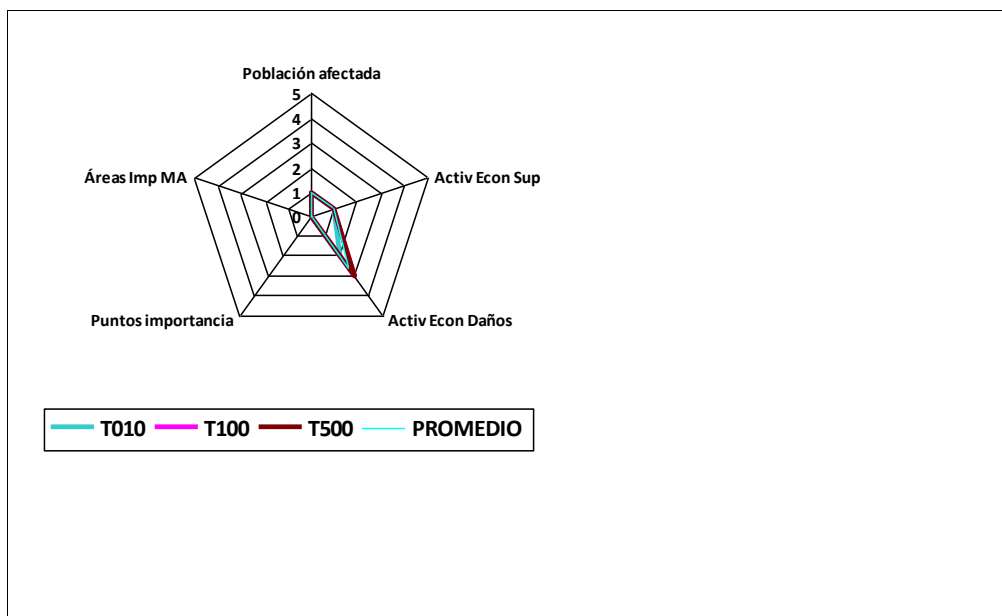 Población afectada
5
4
3
2
1
0
Áreas Imp MA
Activ Econ Sup
Puntos importancia
Activ Econ Daños
T010 T100 T500 PROMEDIO